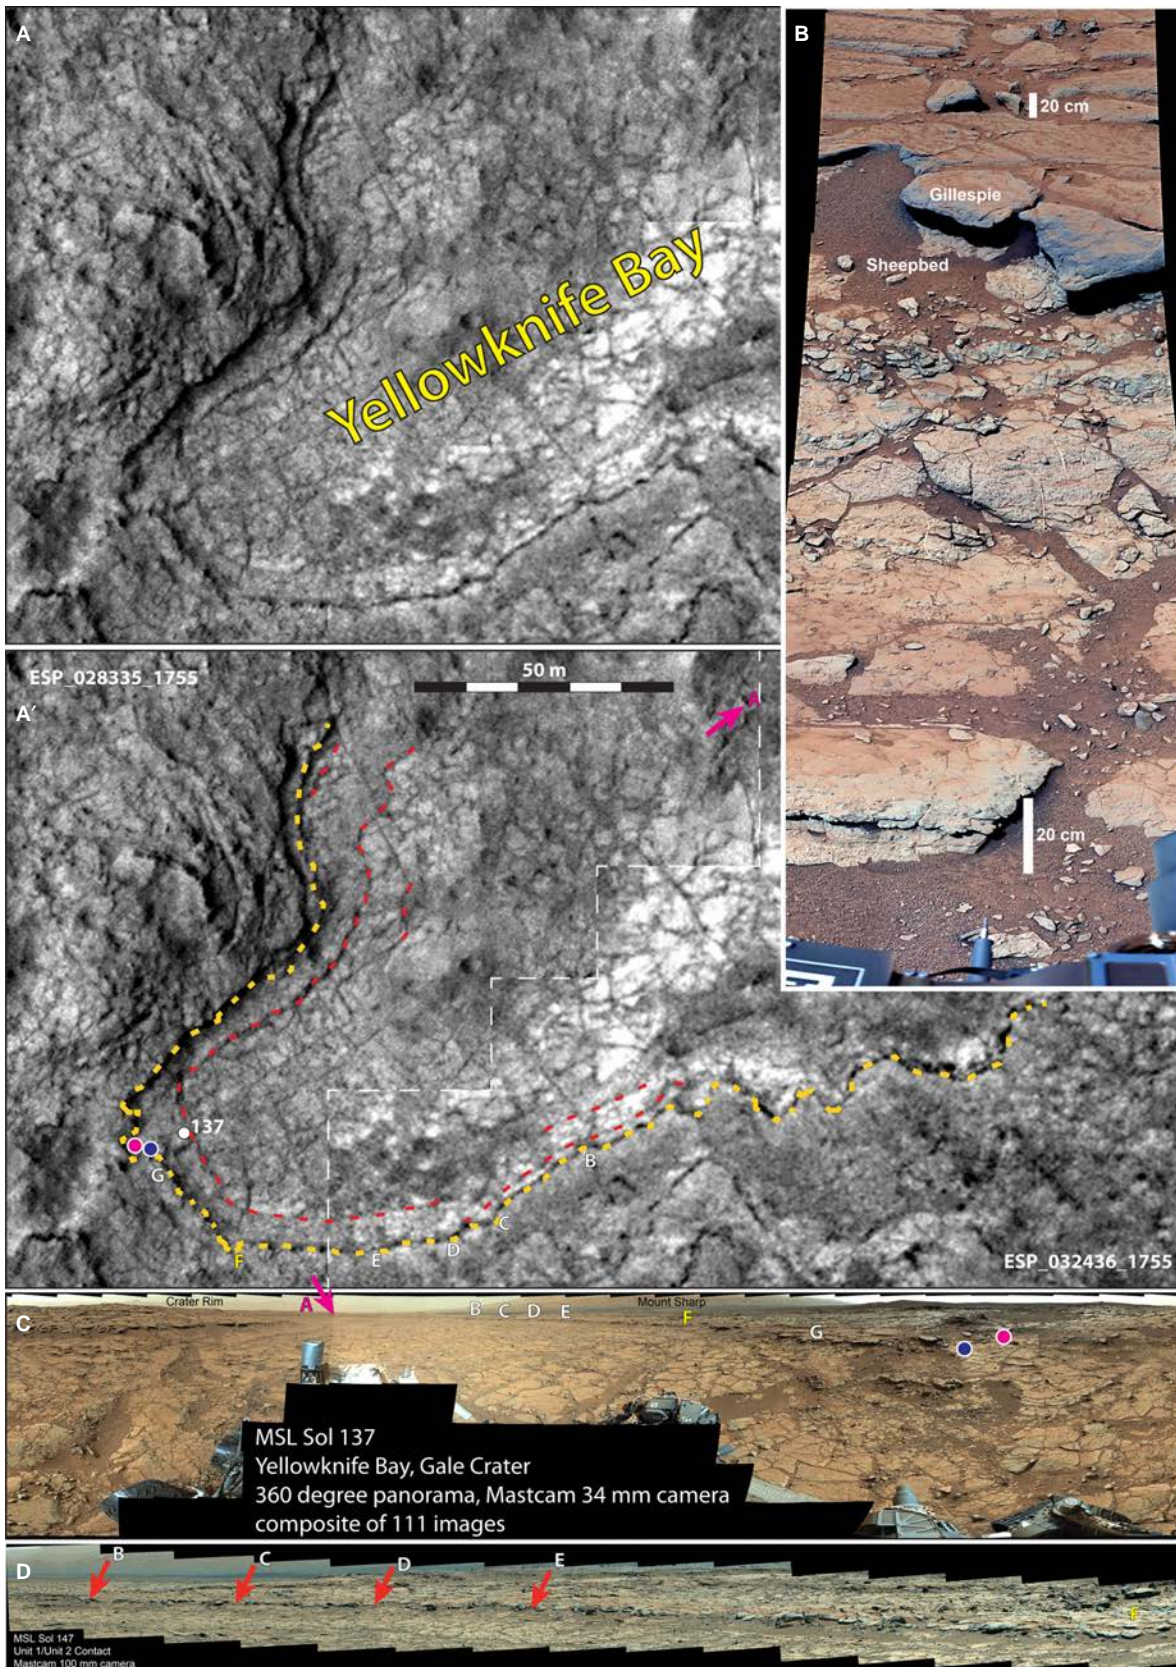 A
Yellowknife Bay
B
20 cm
Gillespie
Sheepbed
20 cm
ESP_028335_1755
50 m
A′
A
137
G
B
C
D
E
F
ESP_032436_1755
C
Crater Rim
A
B
C
D
E
Mount Sharp
F
G
MSL Sol 137
Yellowknife Bay, Gale Crater
360 degree panorama, Mastcam 34 mm camera
composite of 111 images
D
B
C
D
E
F
MSL Sol 147
Unit 1/Unit 2 Contact
Mastcam 100 mm camera